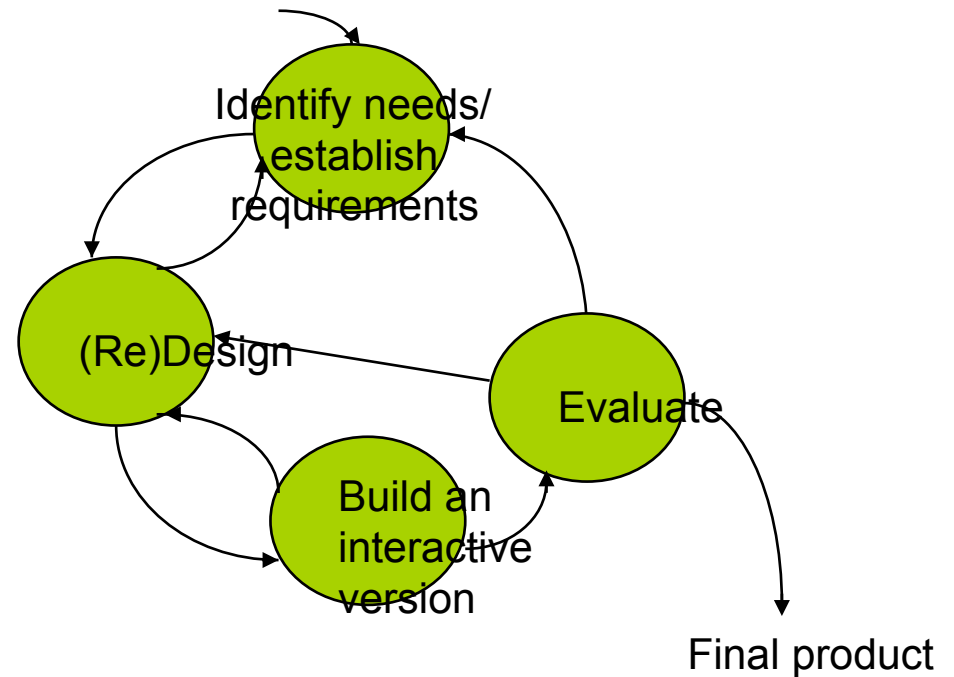 Identify needs/
establish
requirements
(Re)Design
Evaluate
Build an
interactive
version
Final product